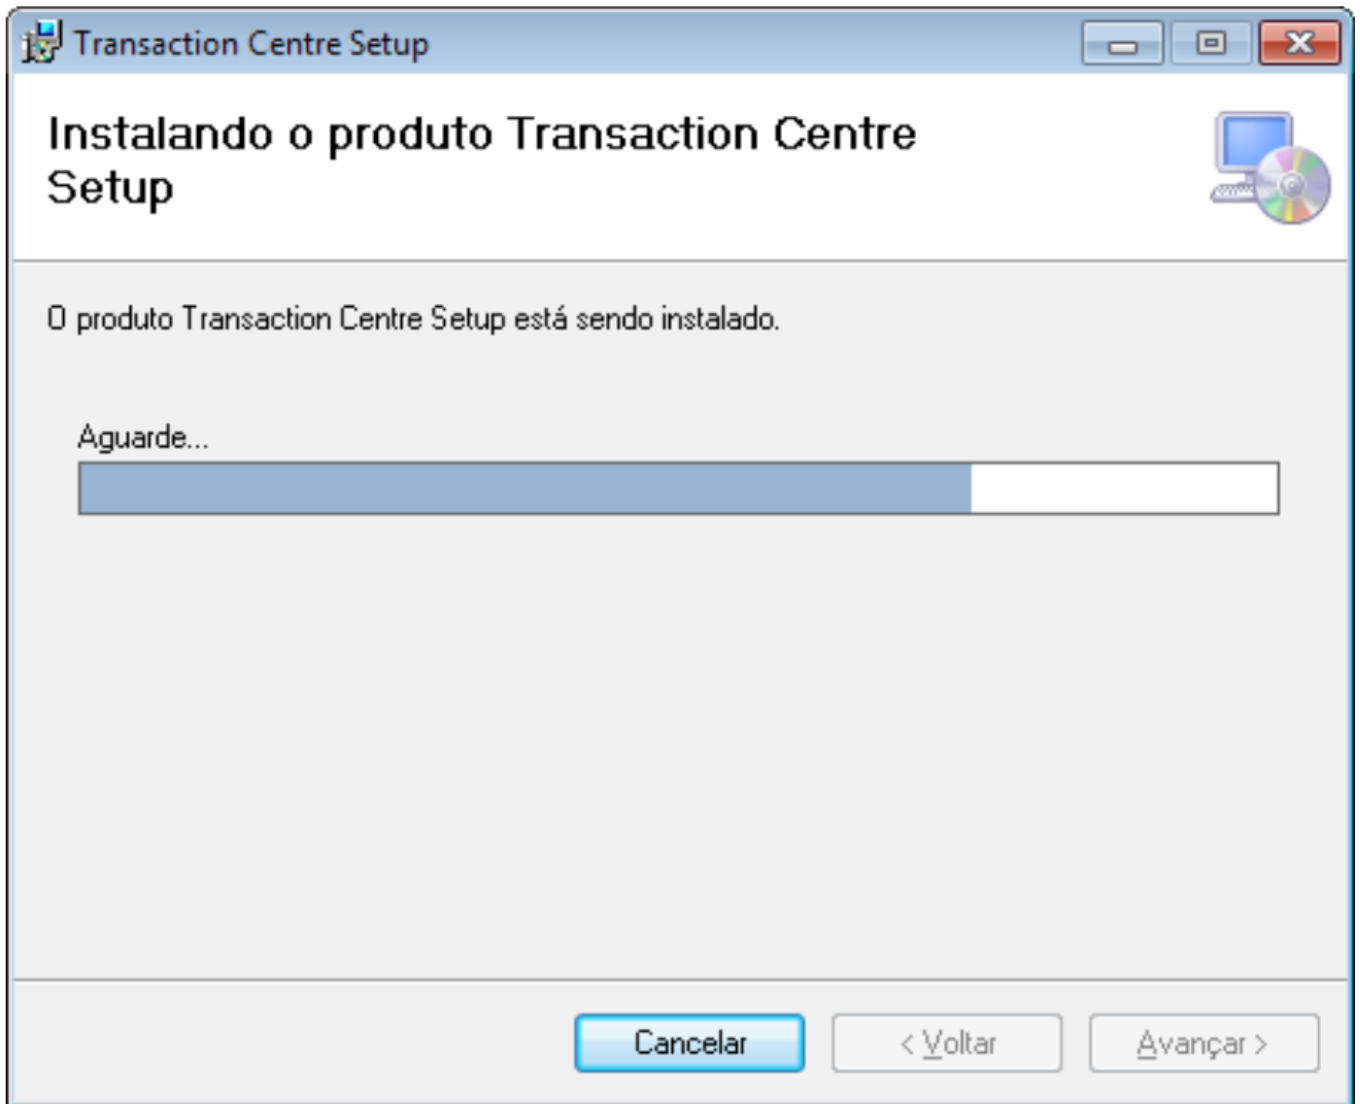 Transaction Centre Setup
Instalando o produto Transaction Centre
Setup
O produto Transaction Centre Setup está sendo instalado.
Aguarde...
Cancelar
< Voltar
Avançar >